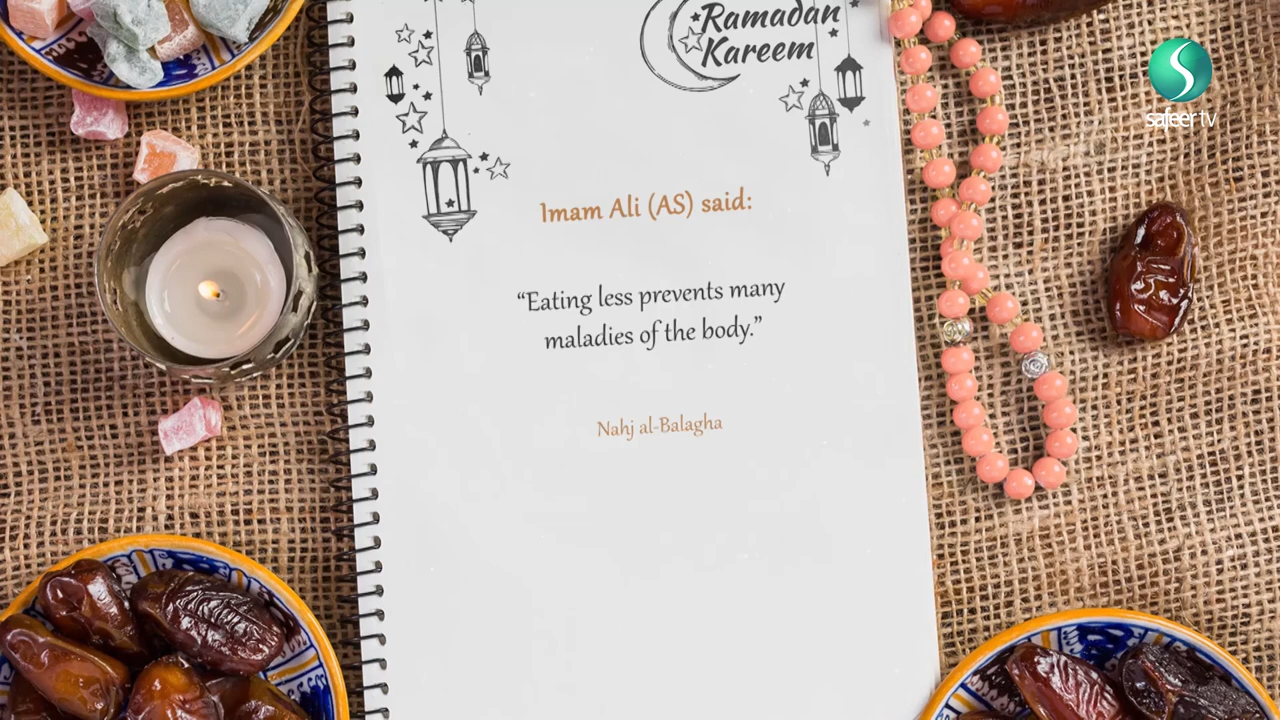 Ramadan
Kareem
safeer tv
Imam Ali (AS) said:
“Eating less prevents many
maladies of the body.”
Nahj al-Balagha